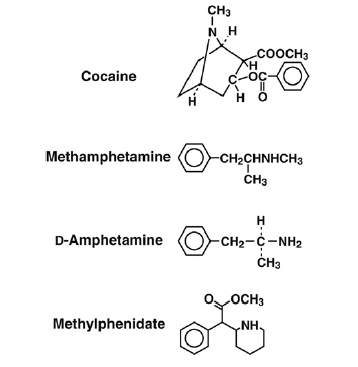 CH3
N H
COOCH3
H
Cocaine C OC
H O
H
Methamphetamine CH2CHNHCH3
CH3
H
D-Amphetamine CH2 C NH2
CH3
O OCH3
C
Methylphenidate NH